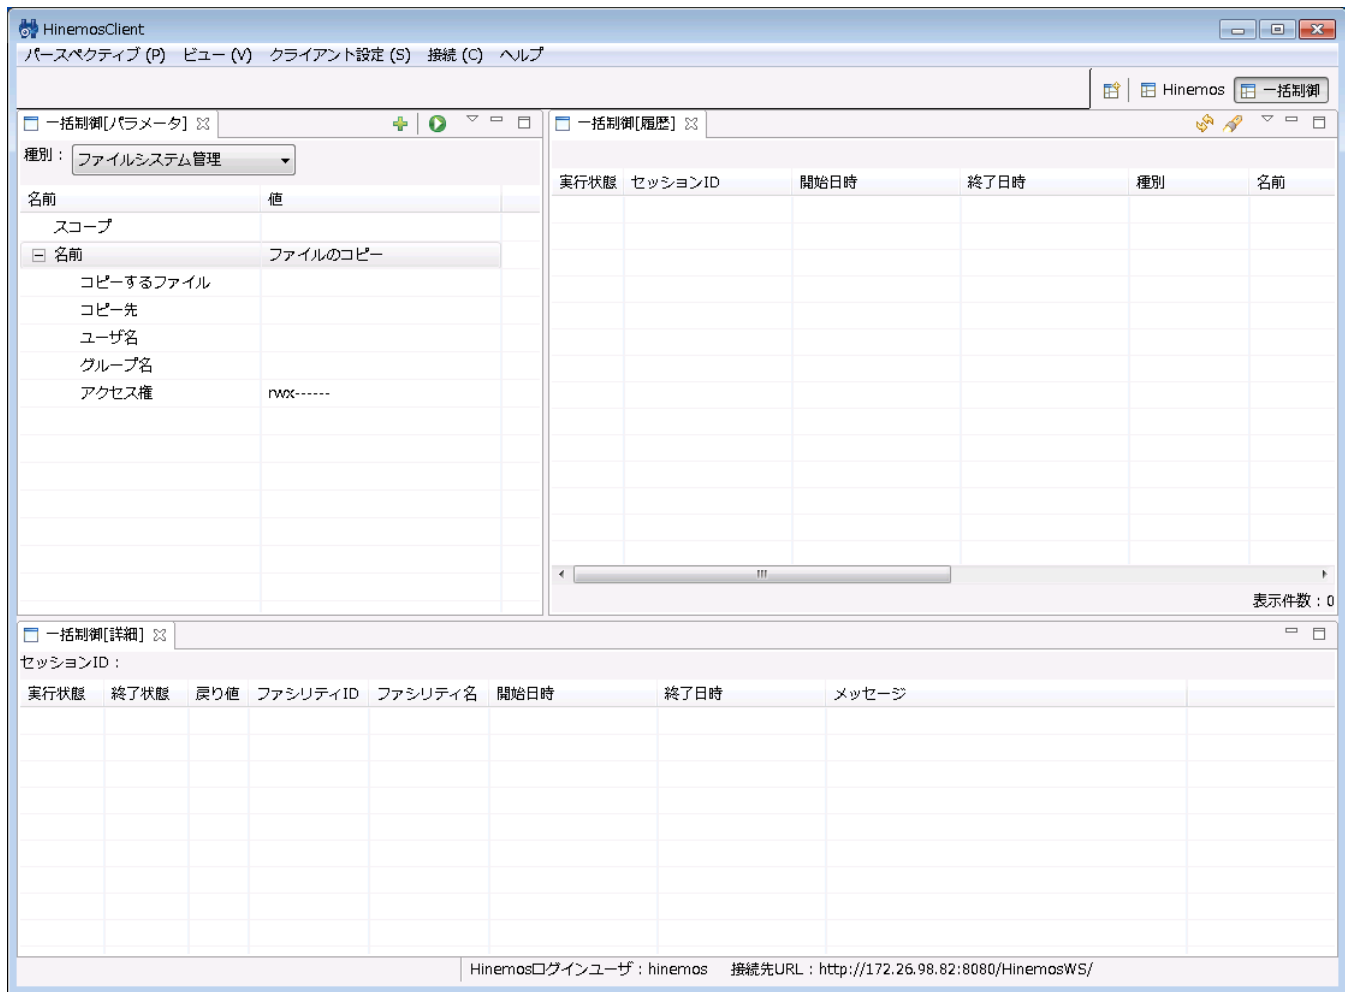 HinemosClient
パースペクティブ (P) ビュー (V) クライアント設定 (S) 接続 (C) ヘルプ
Hinemos 一括制御
一括制御[パラメータ]
種別： ファイルシステム管理
名前 値
スコープ
名前 ファイルのコピー
コピーするファイル
コピー先
ユーザ名
グループ名
アクセス権 rwx------
一括制御[履歴]
実行状態 セッションID 開始日時 終了日時 種別 名前
表示件数：0
一括制御[詳細]
セッションID：
実行状態 終了状態 戻り値 ファシリティID ファシリティ名 開始日時 終了日時 メッセージ
Hinemosログインユーザ：hinemos 接続先URL：http://172.26.98.82:8080/HinemosWS/